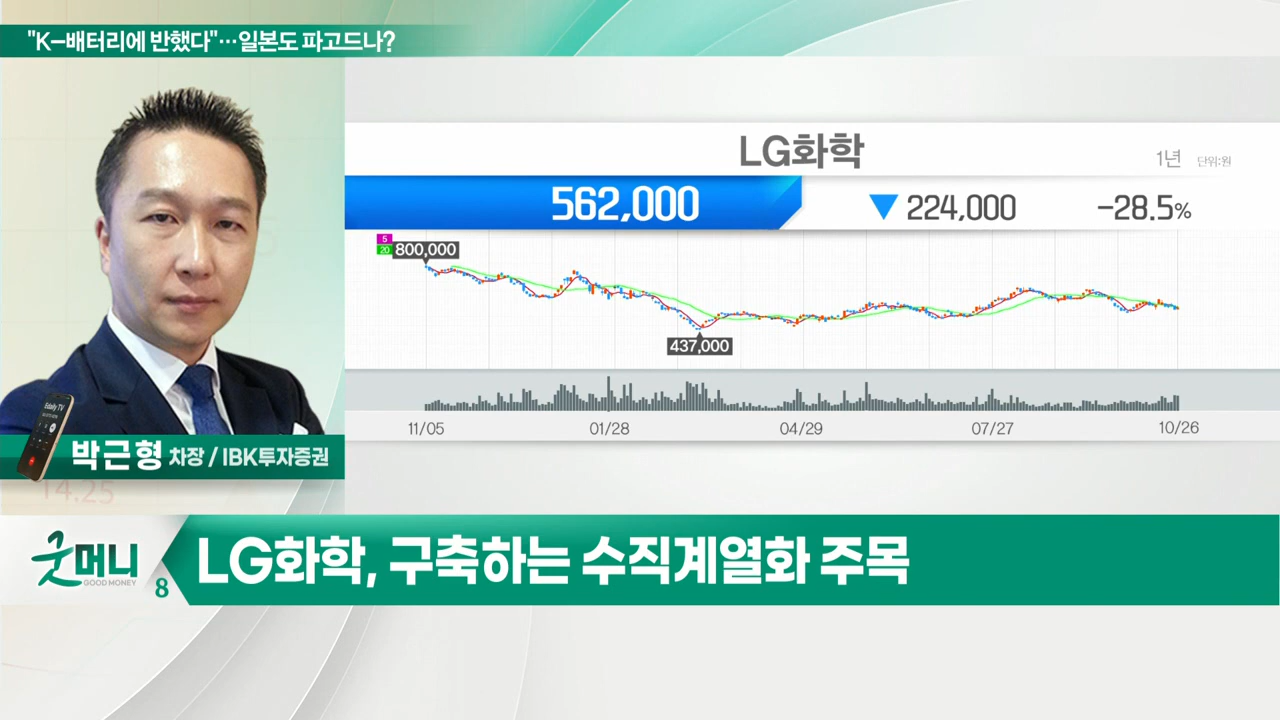 "K-배터리에 반했다"…일본도 파고드나?
LG화학
1년 단위:원
562,000 ▼ 224,000 -28.5%
5
20
800,000
437,000
11/05 01/28 04/29 07/27 10/26
Edaily TV
박근형 차장 / IBK투자증권
14.25
굿머니
GOOD MONEY
8
LG화학, 구축하는 수직계열화 주목